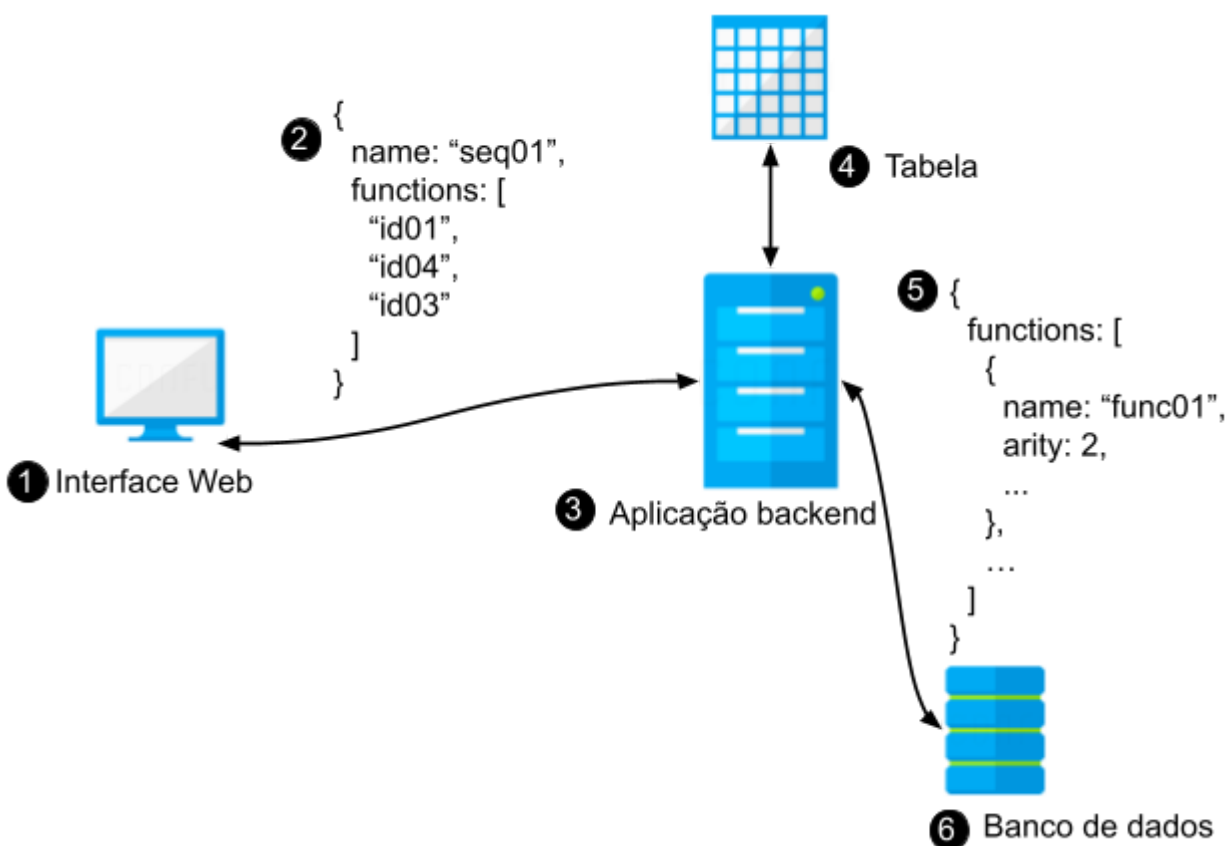 2 {
name: “seq01”,
functions: [
“id01”,
“id04”,
“id03”
]
}
4 Tabela
1 Interface Web
3 Aplicação backend
5 {
functions: [
{
name: “func01”,
arity: 2,
...
},
…
]
}
6 Banco de dados